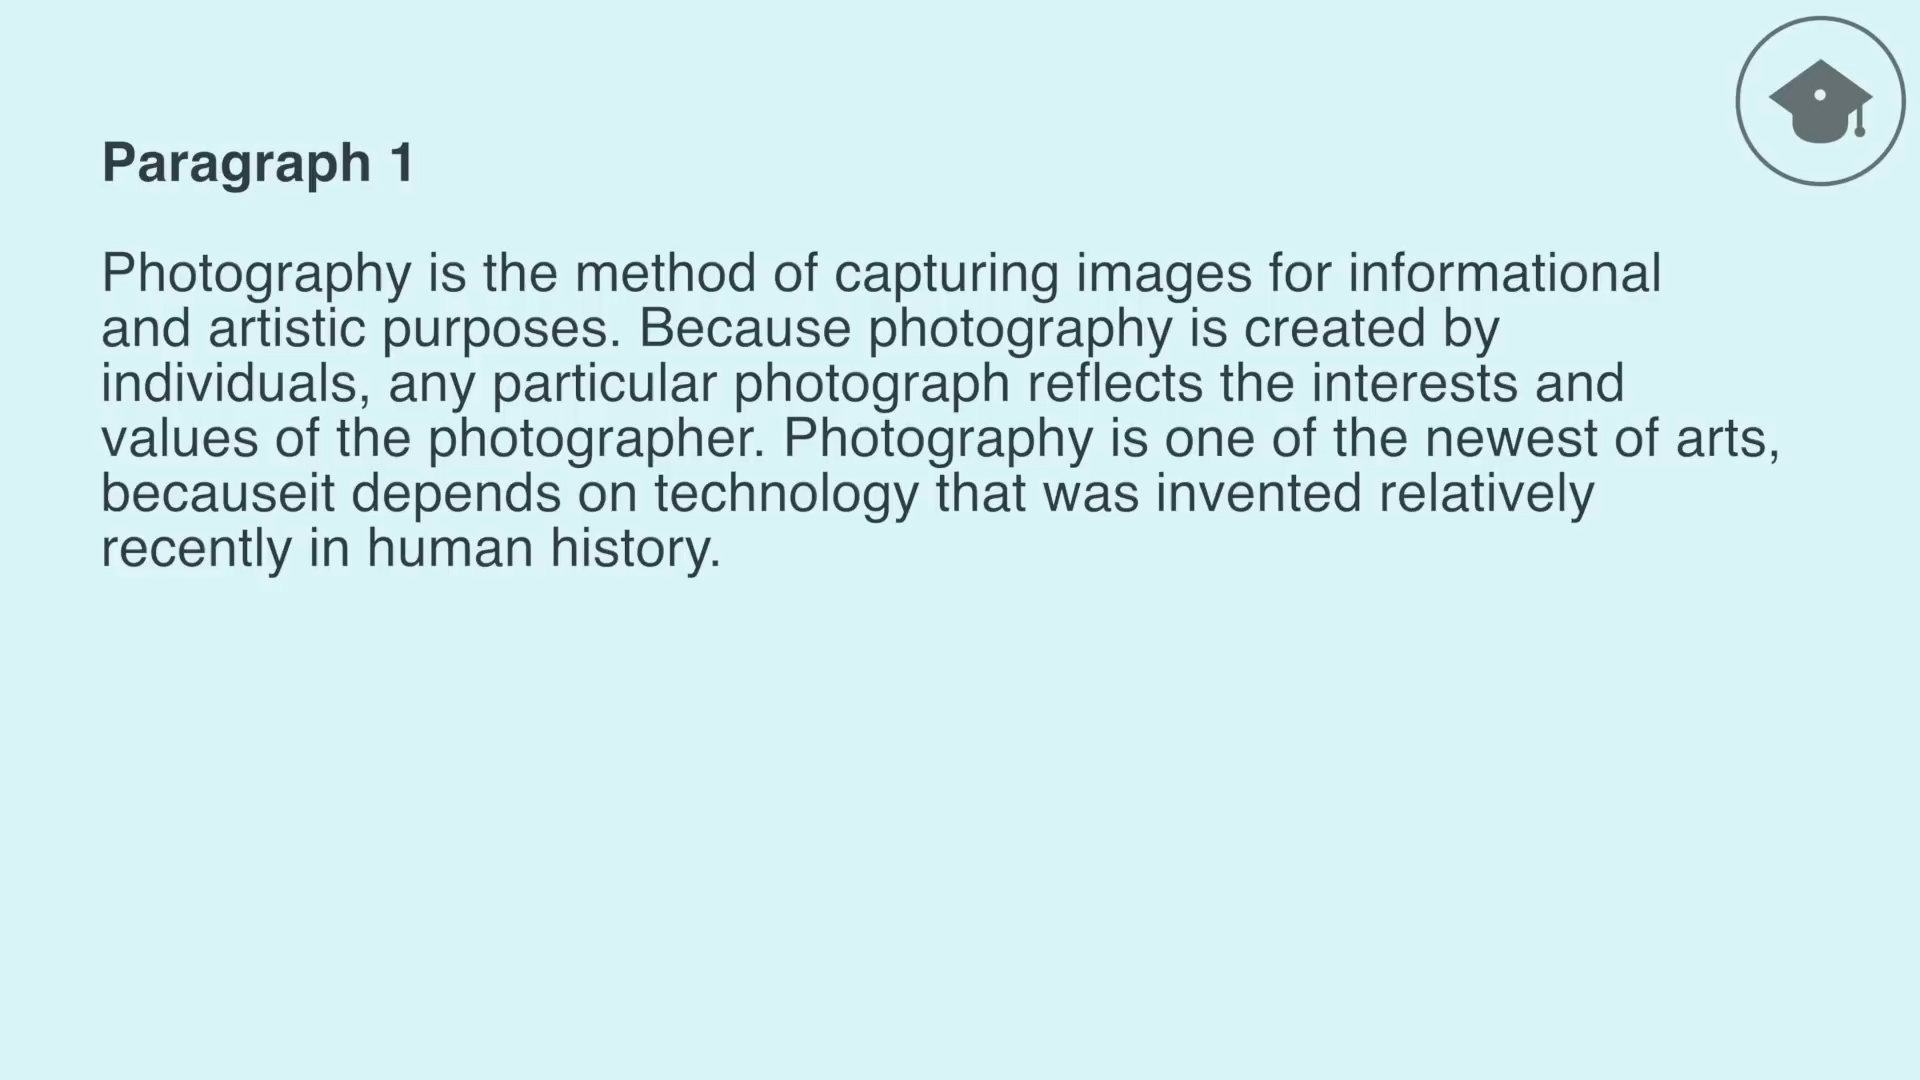 Paragraph 1
Photography is the method of capturing images for informational
and artistic purposes. Because photography is created by
individuals, any particular photograph reflects the interests and
values of the photographer. Photography is one of the newest of arts,
becauseit depends on technology that was invented relatively
recently in human history.